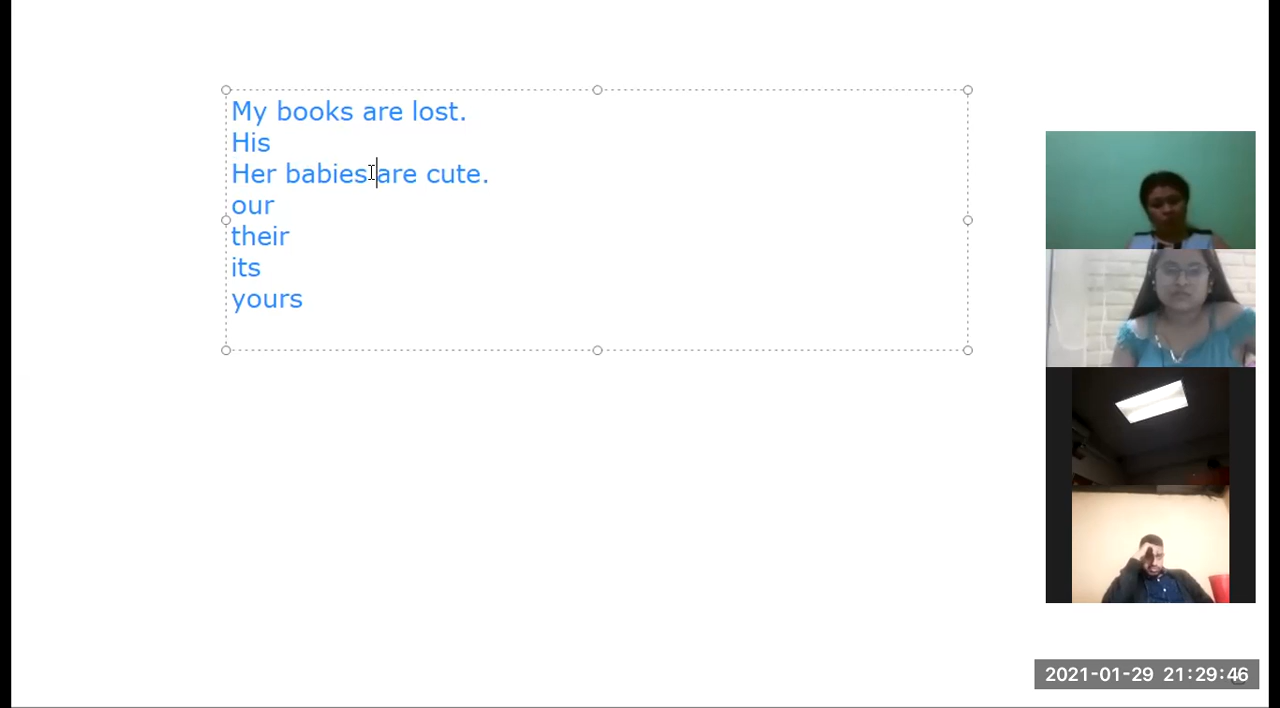 My books are lost.
His
Her babies are cute.
our
their
its
yours
2021-01-29 21:29:46